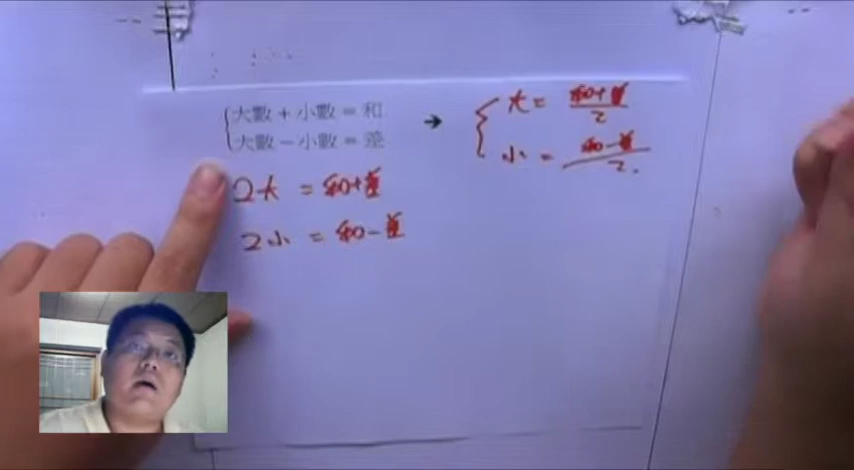 大數＋小數＝和
大數－小數＝差
→
大 = 和+差/2
小 = 和-差/2.
2大 = 和+差
2小 = 和-差